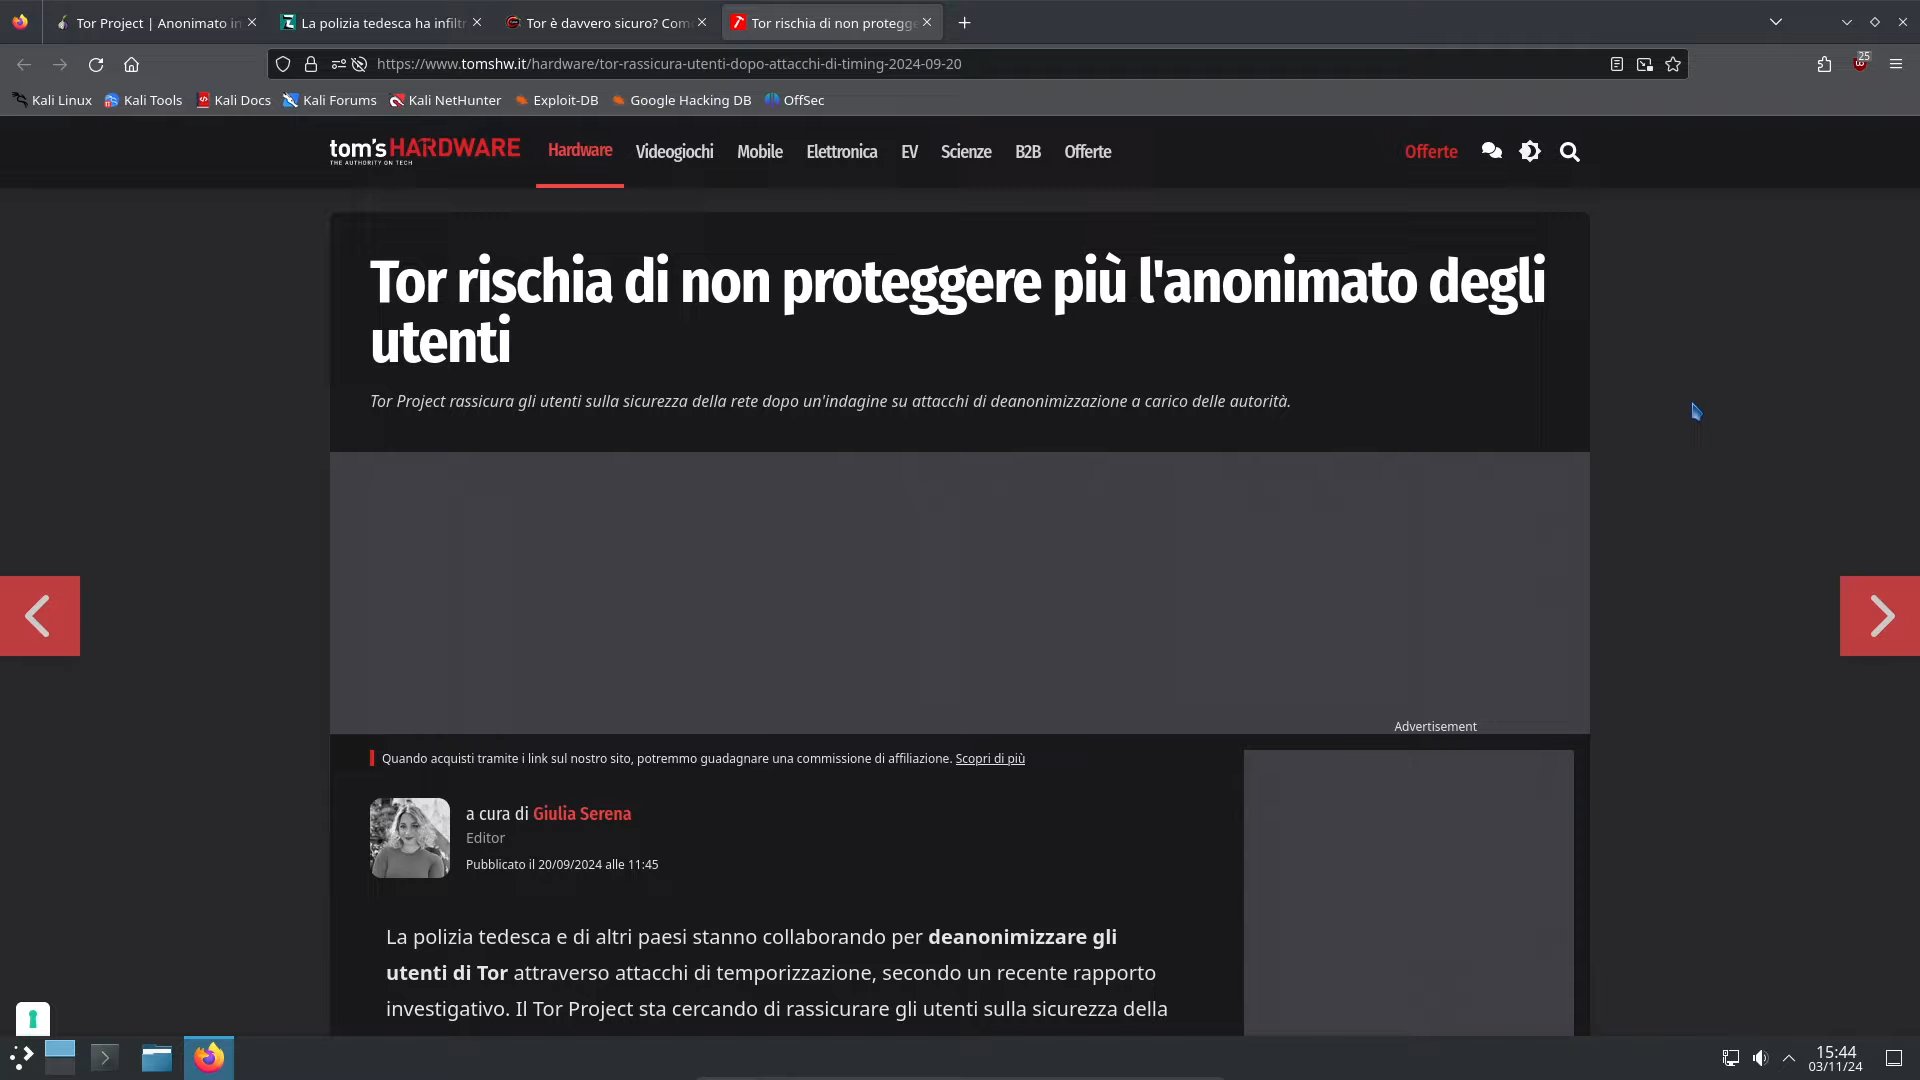 Tor Project | Anonimato in
La polizia tedesca ha infilt
Tor è davvero sicuro? Com
Tor rischia di non protegge
https://www.tomshw.it/hardware/tor-rassicura-utenti-dopo-attacchi-di-timing-2024-09-20
25
Kali Linux
Kali Tools
Kali Docs
Kali Forums
Kali NetHunter
Exploit-DB
Google Hacking DB
OffSec
tom's HARDWARE
THE AUTHORITY ON TECH
Hardware
Videogiochi
Mobile
Elettronica
EV
Scienze
B2B
Offerte
Offerte
Tor rischia di non proteggere più l'anonimato degli
utenti
Tor Project rassicura gli utenti sulla sicurezza della rete dopo un'indagine su attacchi di deanonimizzazione a carico delle autorità.
Advertisement
Quando acquisti tramite i link sul nostro sito, potremmo guadagnare una commissione di affiliazione. Scopri di più
a cura di Giulia Serena
Editor
Pubblicato il 20/09/2024 alle 11:45
La polizia tedesca e di altri paesi stanno collaborando per deanonimizzare gli
utenti di Tor attraverso attacchi di temporizzazione, secondo un recente rapporto
investigativo. Il Tor Project sta cercando di rassicurare gli utenti sulla sicurezza della
15:44
03/11/24